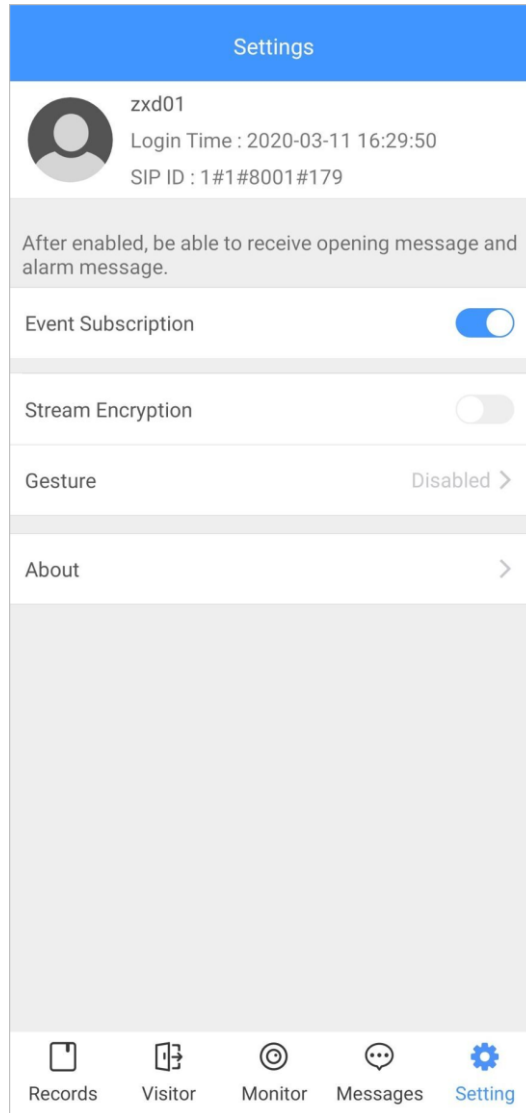 Settings
zxd01
Login Time : 2020-03-11 16:29:50
SIP ID : 1#1#8001#179
After enabled, be able to receive opening message and
alarm message.
Event Subscription
Stream Encryption
Gesture Disabled
About
Records Visitor Monitor Messages Setting